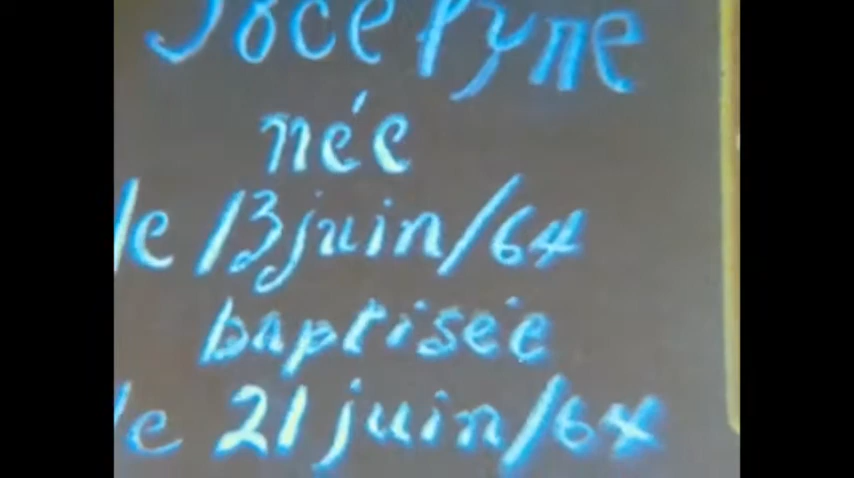 Jocelyne
née
le 13 juin/64
baptisée
le 21 juin/64